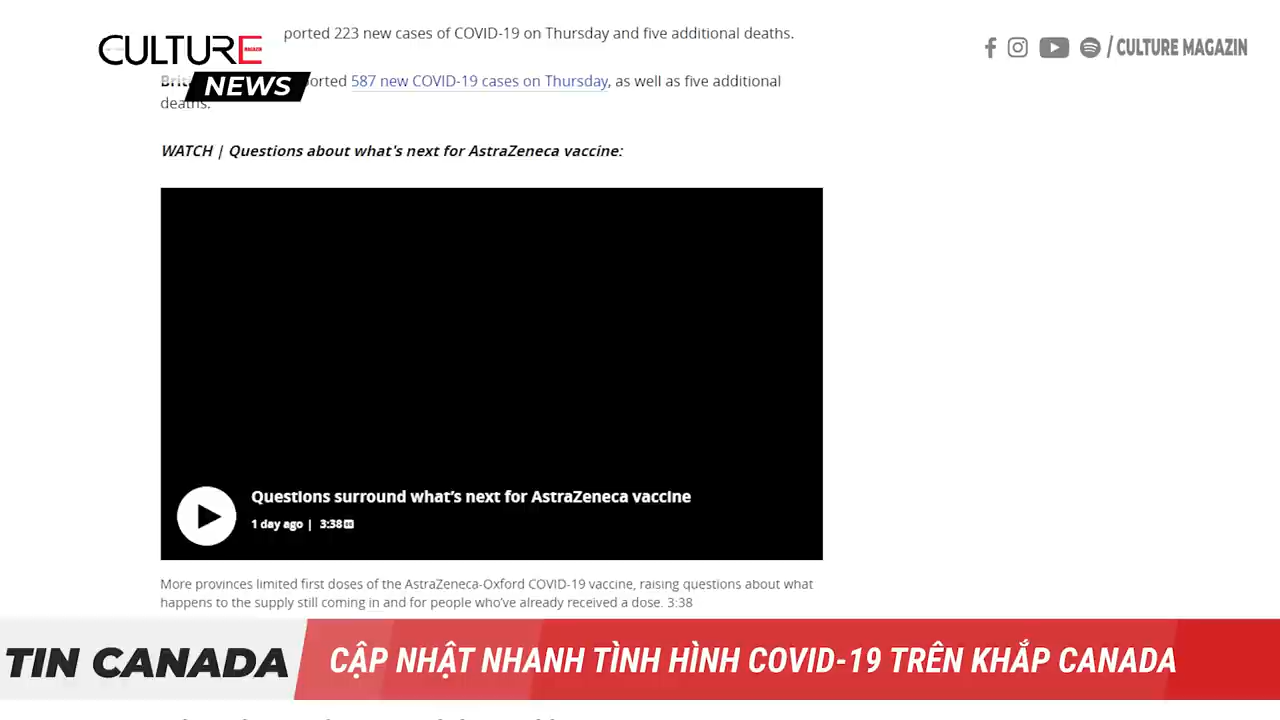 CULTURE
MAGAZIN
NEWS
/ CULTURE MAGAZIN
ported 223 new cases of COVID-19 on Thursday and five additional deaths.
orted 587 new COVID-19 cases on Thursday, as well as five additional
deaths.
WATCH | Questions about what's next for AstraZeneca vaccine:
Questions surround what's next for AstraZeneca vaccine
1 day ago | 3:38
More provinces limited first doses of the AstraZeneca-Oxford COVID-19 vaccine, raising questions about what
happens to the supply still coming in and for people who've already received a dose. 3:38
TIN CANADA
CẬP NHẬT NHANH TÌNH HÌNH COVID-19 TRÊN KHẮP CANADA